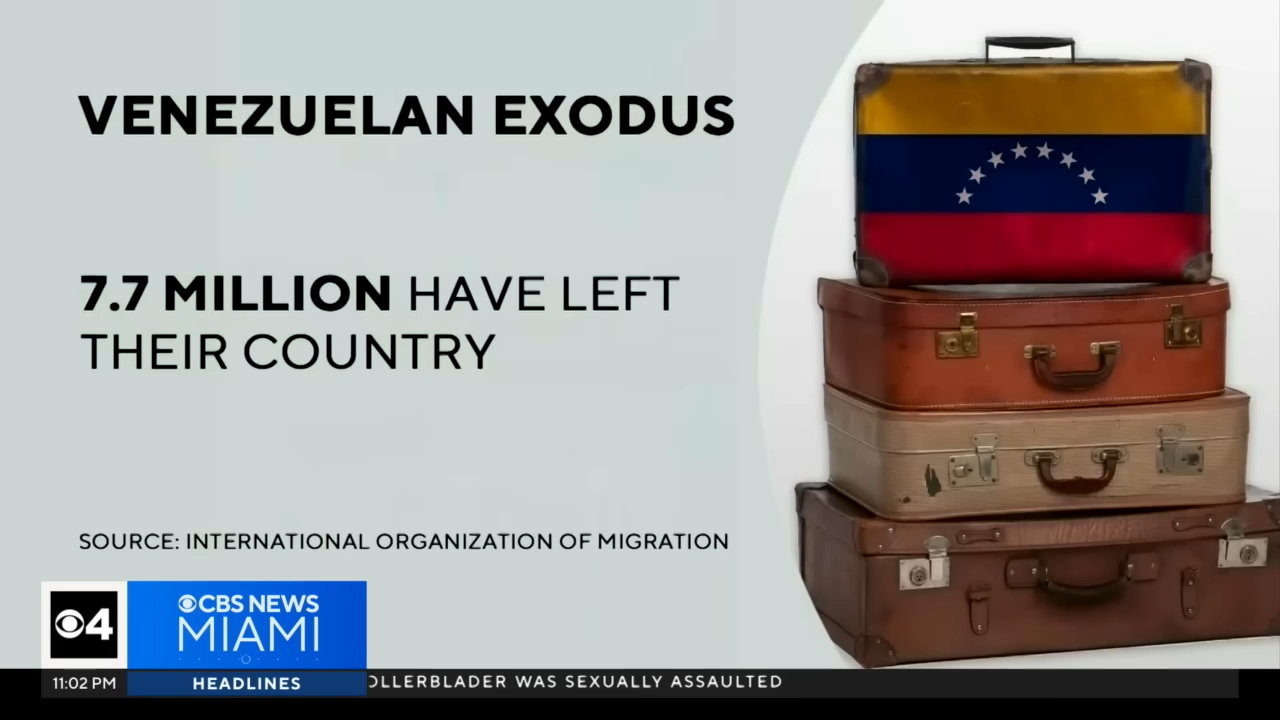 VENEZUELAN EXODUS
7.7 MILLION HAVE LEFT
THEIR COUNTRY
SOURCE: INTERNATIONAL ORGANIZATION OF MIGRATION
4
CBS NEWS
MIAMI
11:02 PM
HEADLINES
OLLERBLADER WAS SEXUALLY ASSAULTED